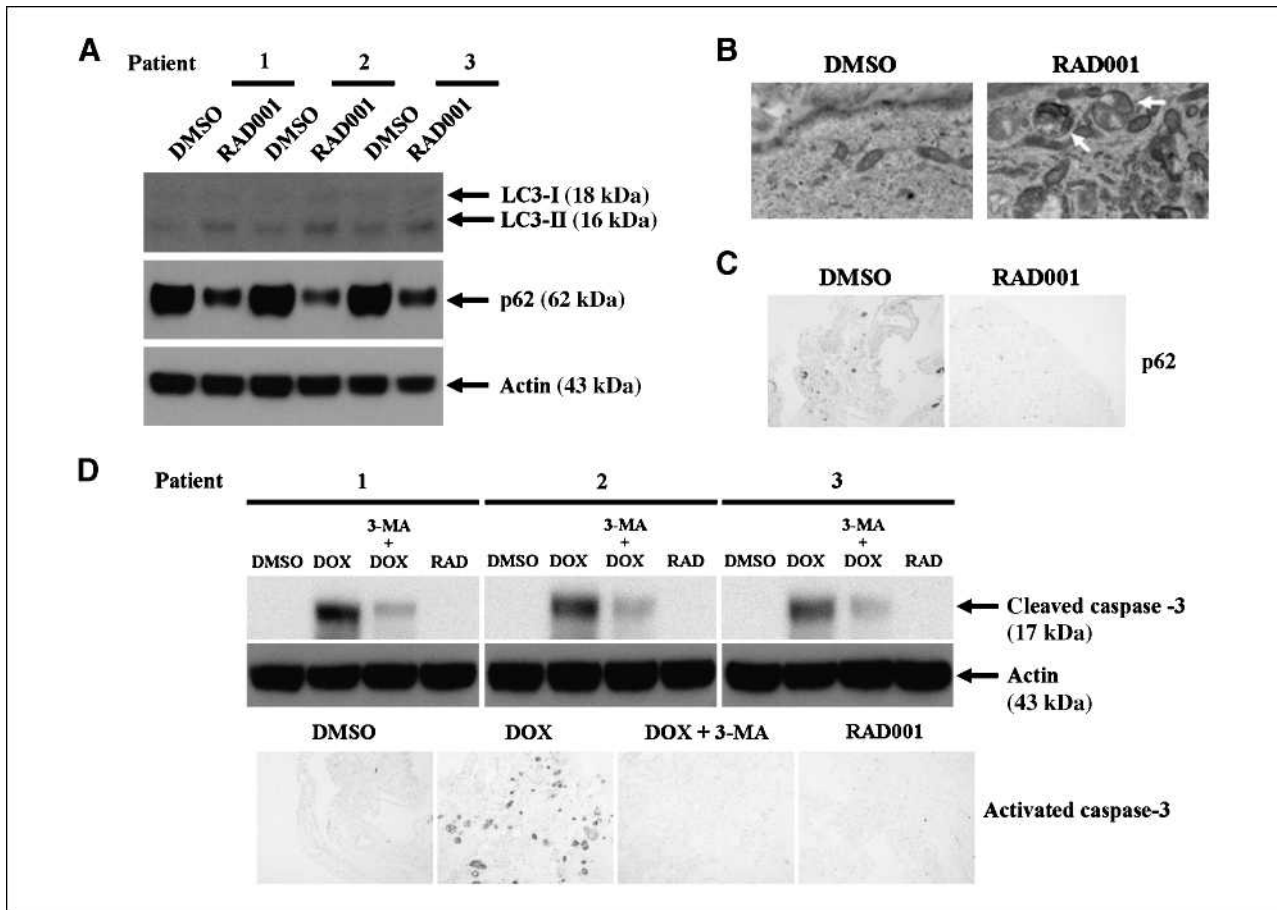 A
Patient 1 2 3
DMSO RAD001 DMSO RAD001 DMSO RAD001
LC3-I (18 kDa)
LC3-II (16 kDa)
p62 (62 kDa)
Actin (43 kDa)
B
DMSO RAD001
C
DMSO RAD001
p62
D
Patient 1 2 3
3-MA 3-MA 3-MA
+ + +
DMSO DOX DOX RAD DMSO DOX DOX RAD DMSO DOX DOX RAD
Cleaved caspase -3
(17 kDa)
Actin
(43 kDa)
DMSO DOX DOX + 3-MA RAD001
Activated caspase-3